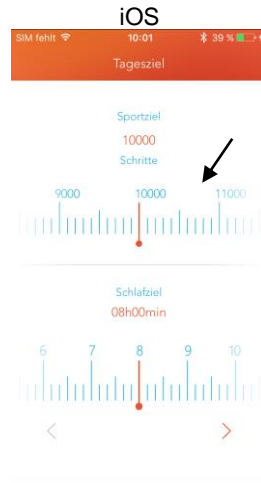 iOS
SIM fehlt 10:01 39 %
Tagesziel
Sportziel
10000
Schritte
9000 10000 11000
Schlafziel
08h00min
6 7 8 9 10